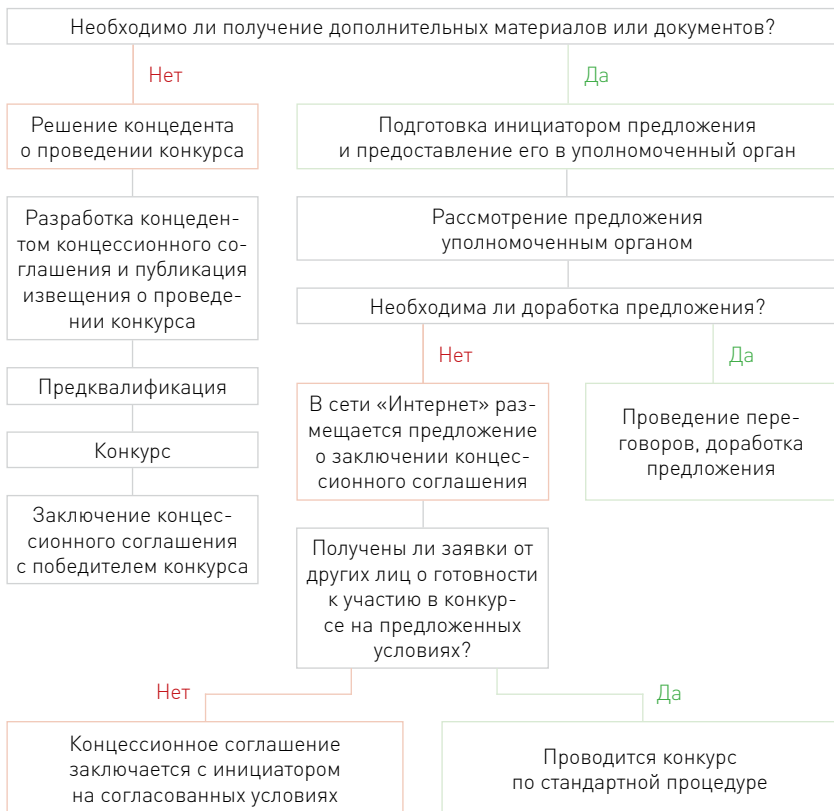 Необходимо ли получение дополнительных материалов или документов?
Нет
Да
Решение концедента
о проведении конкурса
Подготовка инициатором предложения
и предоставление его в уполномоченный орган
Разработка концеден-
том концессионного со-
глашения и публикация
извещения о проведе-
нии конкурса
Рассмотрение предложения
уполномоченным органом
Необходима ли доработка предложения?
Нет
Да
Предквалификация
В сети «Интернет» раз-
мещается предложение
о заключении концес-
сионного соглашения
Проведение пере-
говоров, доработка
предложения
Конкурс
Заключение концес-
сионного соглашения
с победителем конкурса
Получены ли заявки от
других лиц о готовности
к участию в конкур-
се на предложенных
условиях?
Нет
Да
Концессионное соглашение
заключается с инициатором
на согласованных условиях
Проводится конкурс
по стандартной процедуре